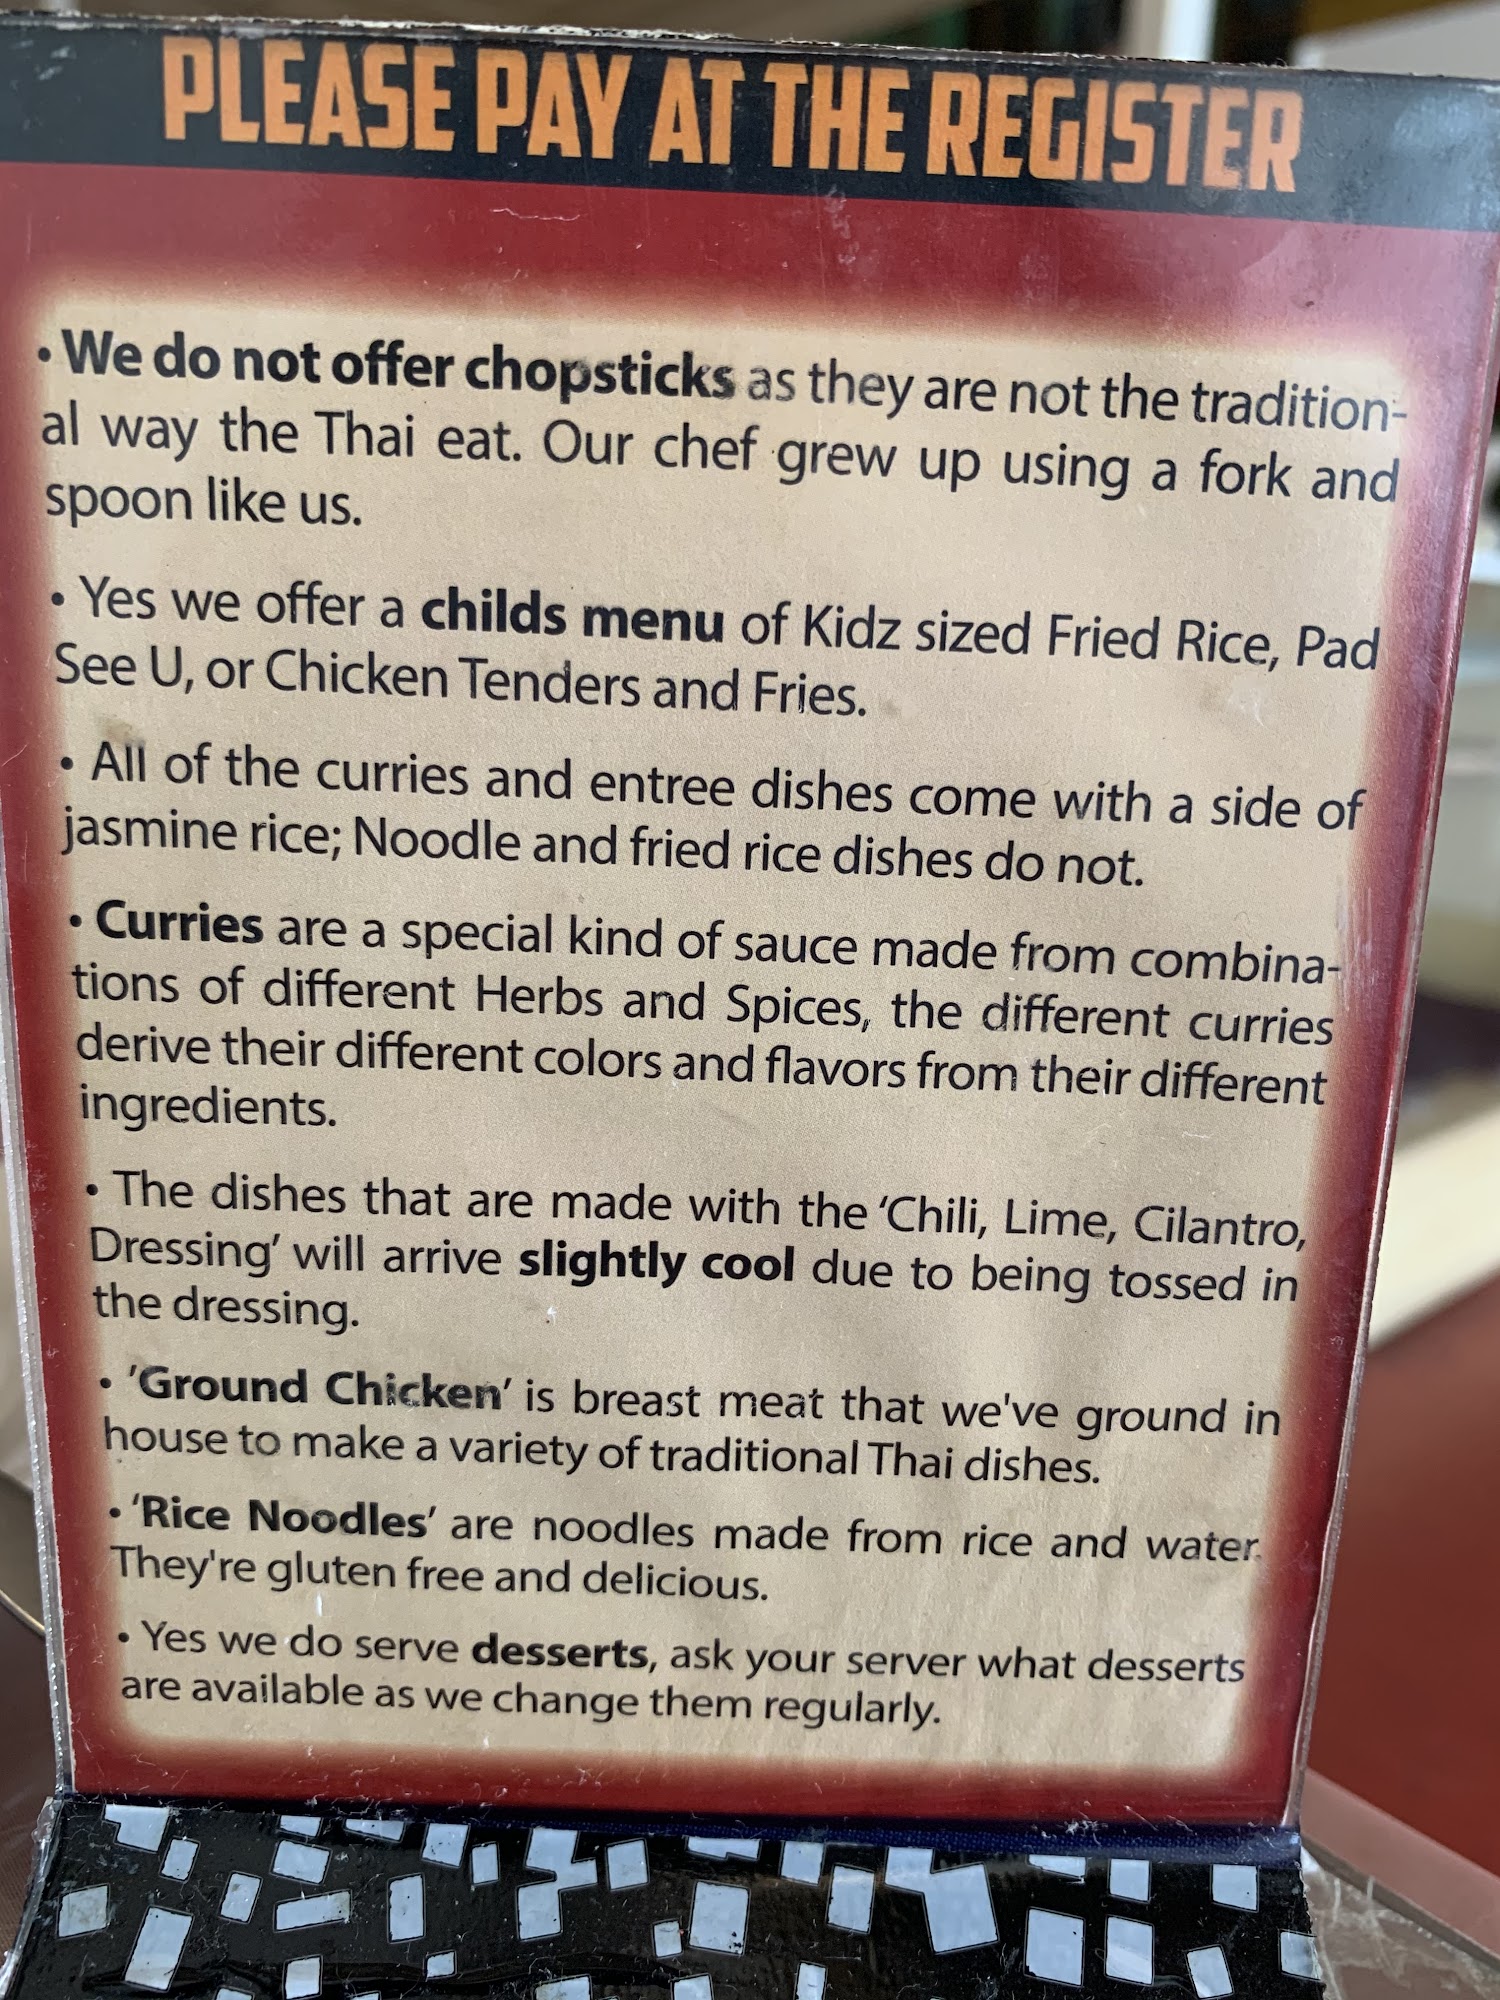 PLEASE PAY AT THE REGISTER
• We do not offer chopsticks as they are not the tradition-
al way the Thai eat. Our chef grew up using a fork and
spoon like us.
• Yes we offer a childs menu of Kidz sized Fried Rice, Pad
See U, or Chicken Tenders and Fries.
• All of the curries and entree dishes come with a side of
jasmine rice; Noodle and fried rice dishes do not.
• Curries are a special kind of sauce made from combina-
tions of different Herbs and Spices, the different curries
derive their different colors and flavors from their different
ingredients.
• The dishes that are made with the ‘Chili, Lime, Cilantro,
Dressing’ will arrive slightly cool due to being tossed in
the dressing.
• ’Ground Chicken’ is breast meat that we've ground in
house to make a variety of traditional Thai dishes.
• ‘Rice Noodles’ are noodles made from rice and water.
They're gluten free and delicious.
• Yes we do serve desserts, ask your server what desserts
are available as we change them regularly.